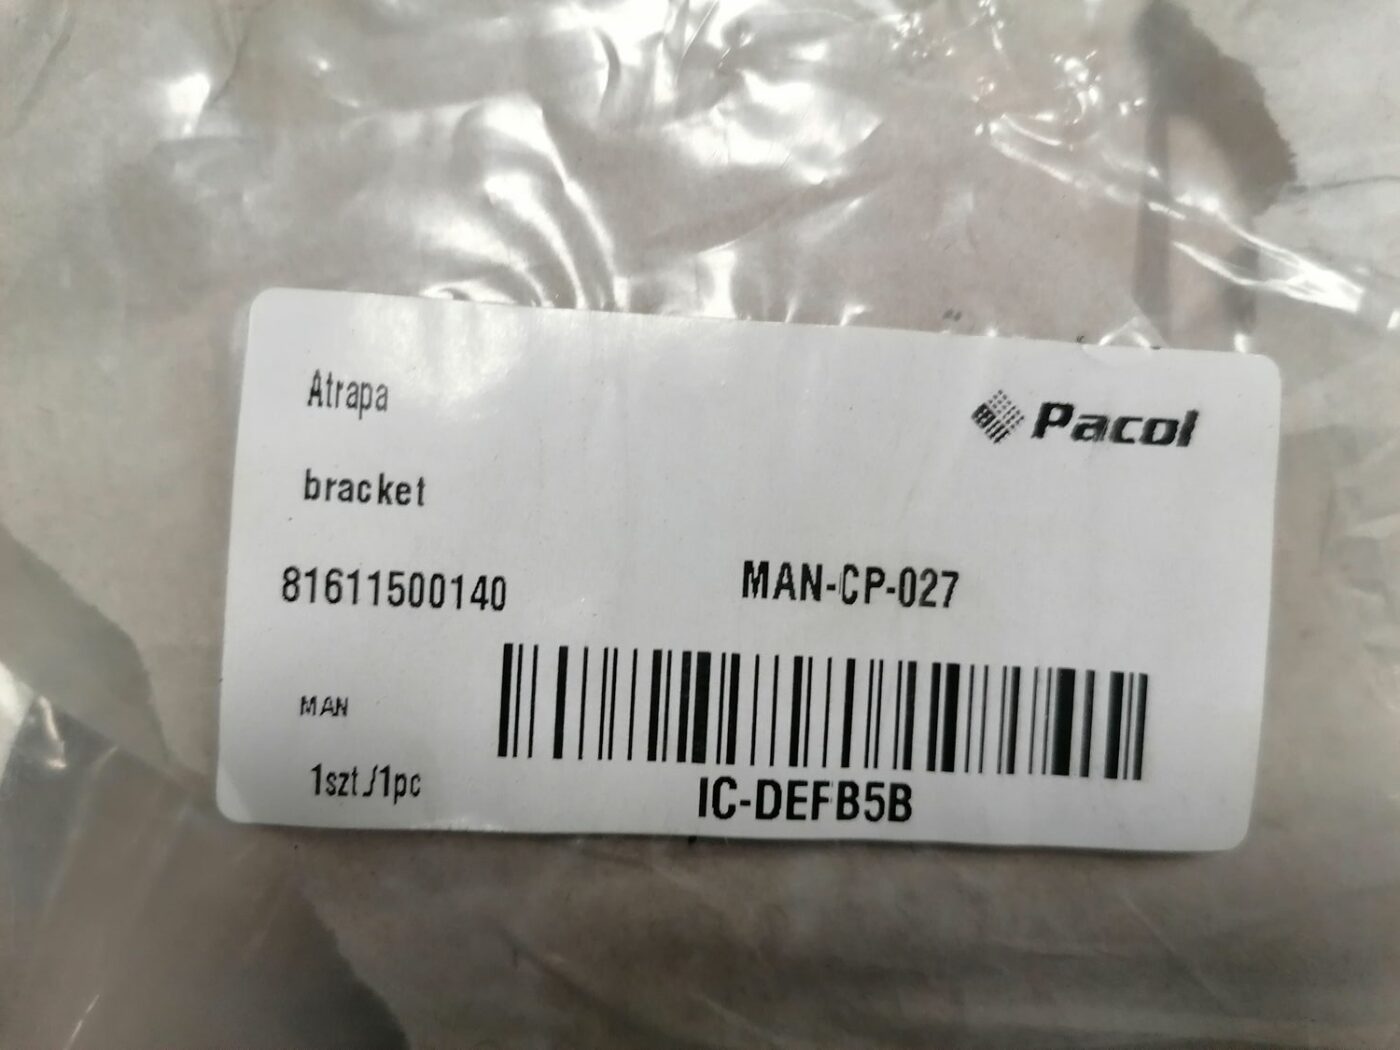 Atrapa
Pacol
bracket
81611500140 MAN-CP-027
MAN
1szt./1pc
IC-DEFB5B